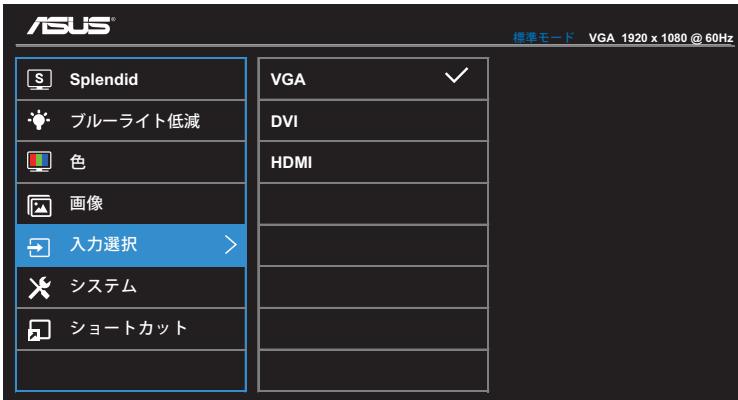 ASUS
標準モード VGA 1920 x 1080 @ 60Hz
S Splendid
ブルーライト低減
色
画像
入力選択
システム
ショートカット
VGA
DVI
HDMI